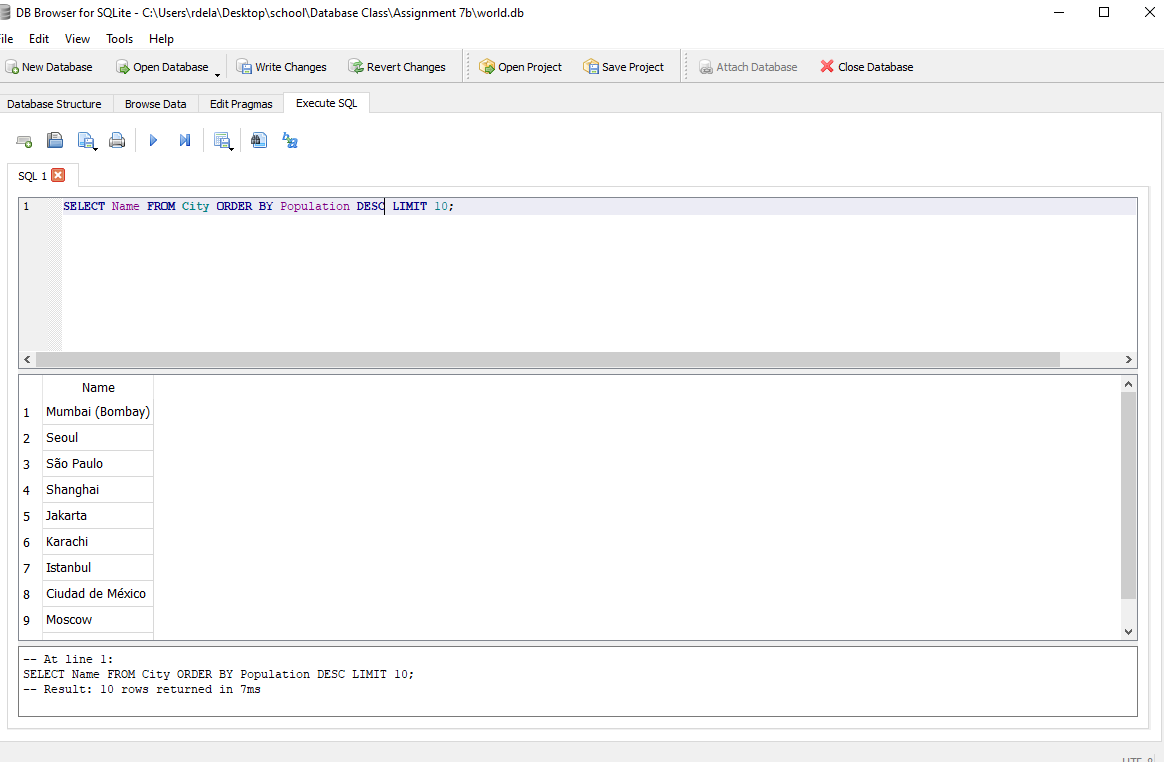 DB Browser for SQLite - C:\Users\rdela\Desktop\school\Database Class\Assignment 7b\world.db
ile Edit View Tools Help
New Database Open Database Write Changes Revert Changes Open Project Save Project Attach Database Close Database
Database Structure Browse Data Edit Pragmas Execute SQL
SQL 1
1 SELECT Name FROM City ORDER BY Population DESC LIMIT 10;
Name
1 Mumbai (Bombay)
2 Seoul
3 São Paulo
4 Shanghai
5 Jakarta
6 Karachi
7 Istanbul
8 Ciudad de México
9 Moscow
-- At line 1:
SELECT Name FROM City ORDER BY Population DESC LIMIT 10;
-- Result: 10 rows returned in 7ms